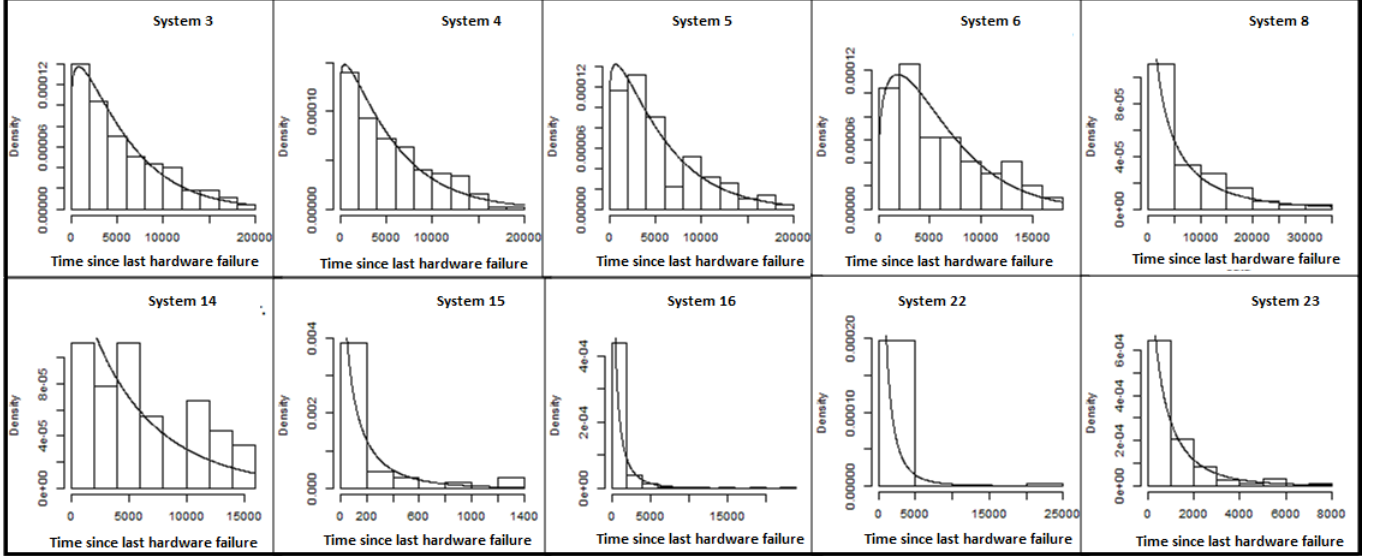 System 3
Density
0.00000 0.00006 0.00012
0 5000 10000 20000
Time since last hardware failure
System 4
Density
0.00000 0.00010
0 5000 10000 20000
Time since last hardware failure
System 5
Density
0.00000 0.00006 0.00012
0 5000 10000 20000
Time since last hardware failure
System 6
Density
0.00000 0.00006 0.00012
0 5000 10000 15000
Time since last hardware failure
System 8
Density
0e+00 4e-05 8e-05
0 10000 20000 30000
Time since last hardware failure
System 14
Density
0e+00 4e-05 8e-05
0 5000 10000 15000
Time since last hardware failure
System 15
Density
0.000 0.002 0.004
0 200 600 1000 1400
Time since last hardware failure
System 16
Density
0e+00 2e-04 4e-04
0 5000 15000
Time since last hardware failure
System 22
Density
0.00000 0.00010 0.00020
0 5000 15000 25000
Time since last hardware failure
System 23
Density
0e+00 2e-04 4e-04 6e-04
0 2000 4000 6000 8000
Time since last hardware failure